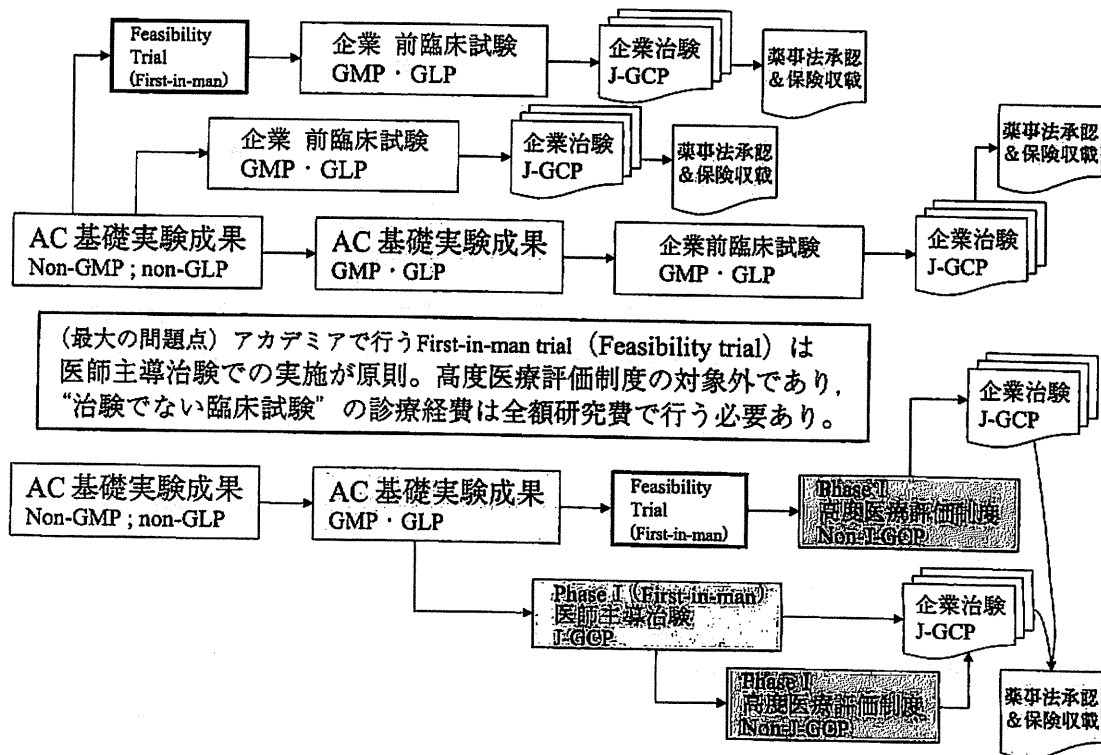 Feasibility
Trial
(First-in-man)
企業 前臨床試験
GMP・GLP
企業治験
J-GCP
薬事法承認
&保険収載
企業 前臨床試験
GMP・GLP
企業治験
J-GCP
薬事法承認
&保険収載
薬事法承認
&保険収載
AC 基礎実験成果
Non-GMP ; non-GLP
AC 基礎実験成果
GMP・GLP
企業前臨床試験
GMP・GLP
企業治験
J-GCP
(最大の問題点)アカデミアで行うFirst-in-man trial(Feasibility trial)は
医師主導治験での実施が原則。高度医療評価制度の対象外であり,
“治験でない臨床試験”の診療経費は全額研究費で行う必要あり。
企業治験
J-GCP
AC 基礎実験成果
Non-GMP ; non-GLP
AC 基礎実験成果
GMP・GLP
Feasibility
Trial
(First-in-man)
Phase I
高度医療評価制度
Non-J-GCP
Phase I (First-in-man)
医師主導治験
J-GCP
企業治験
J-GCP
Phase I
高度医療評価制度
Non-J-GCP
薬事法承認
&保険収載